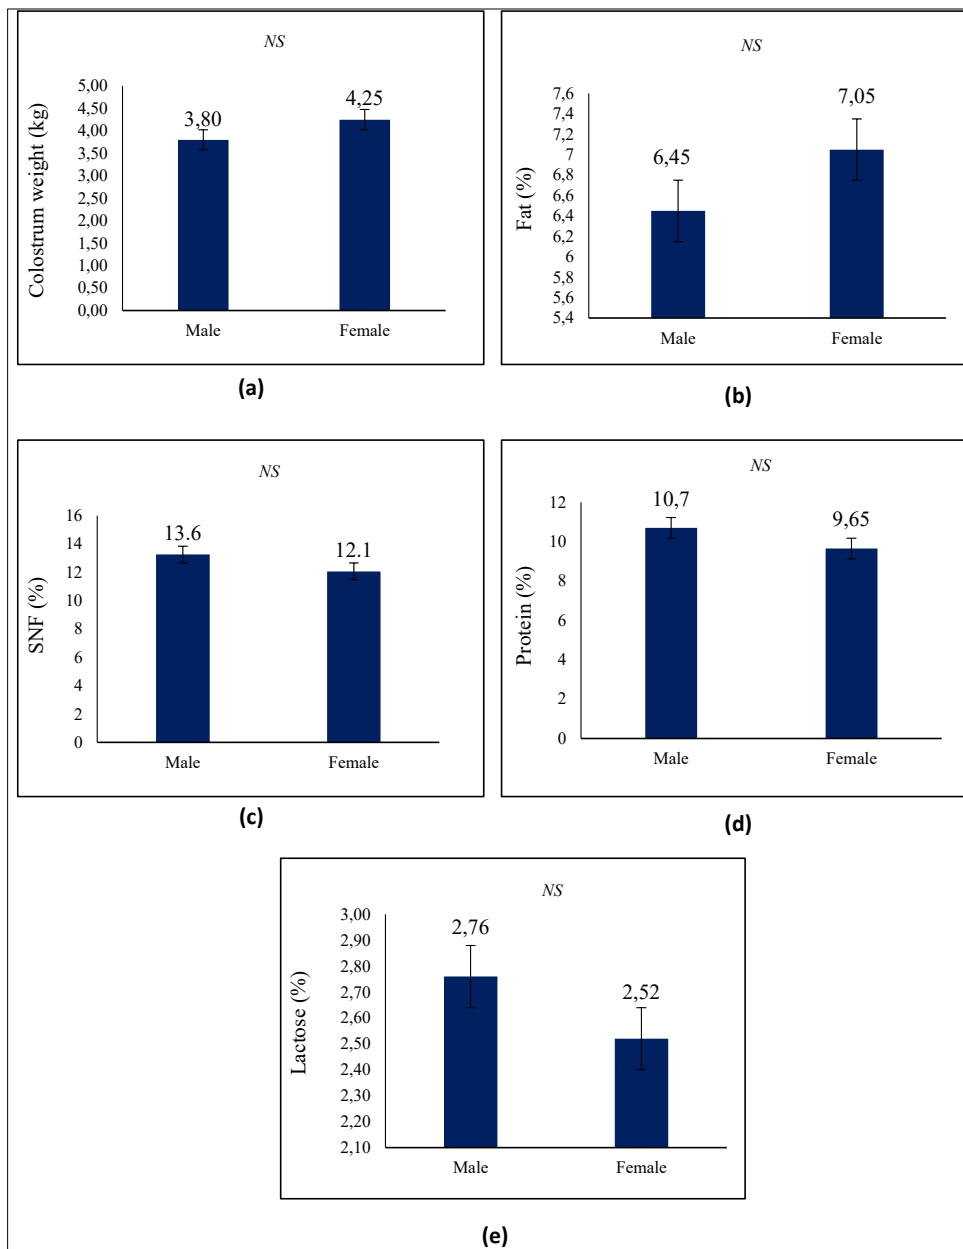 NS
Colostrum weight (kg)
5,00
4,50
4,00
3,50
3,00
2,50
2,00
1,50
1,00
0,50
0,00
3,80
4,25
Male
Female
(a)
NS
Fat (%)
7,6
7,4
7,2
7
6,8
6,6
6,4
6,2
6
5,8
5,6
5,4
6,45
7,05
Male
Female
(b)
NS
SNF (%)
16
14
12
10
8
6
4
2
0
13.6
12.1
Male
Female
(c)
NS
Protein (%)
12
10
8
6
4
2
0
10,7
9,65
Male
Female
(d)
NS
Lactose (%)
3,00
2,90
2,80
2,70
2,60
2,50
2,40
2,30
2,20
2,10
2,76
2,52
Male
Female
(e)